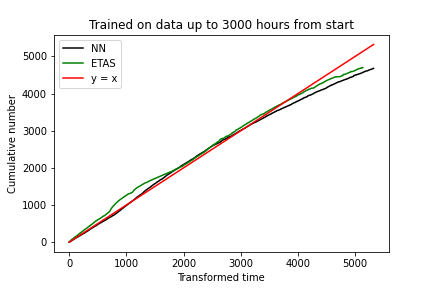 Trained on data up to 3000 hours from start
NN
ETAS
y = x
Cumulative number
5000
4000
3000
2000
1000
0
0 1000 2000 3000 4000 5000
Transformed time